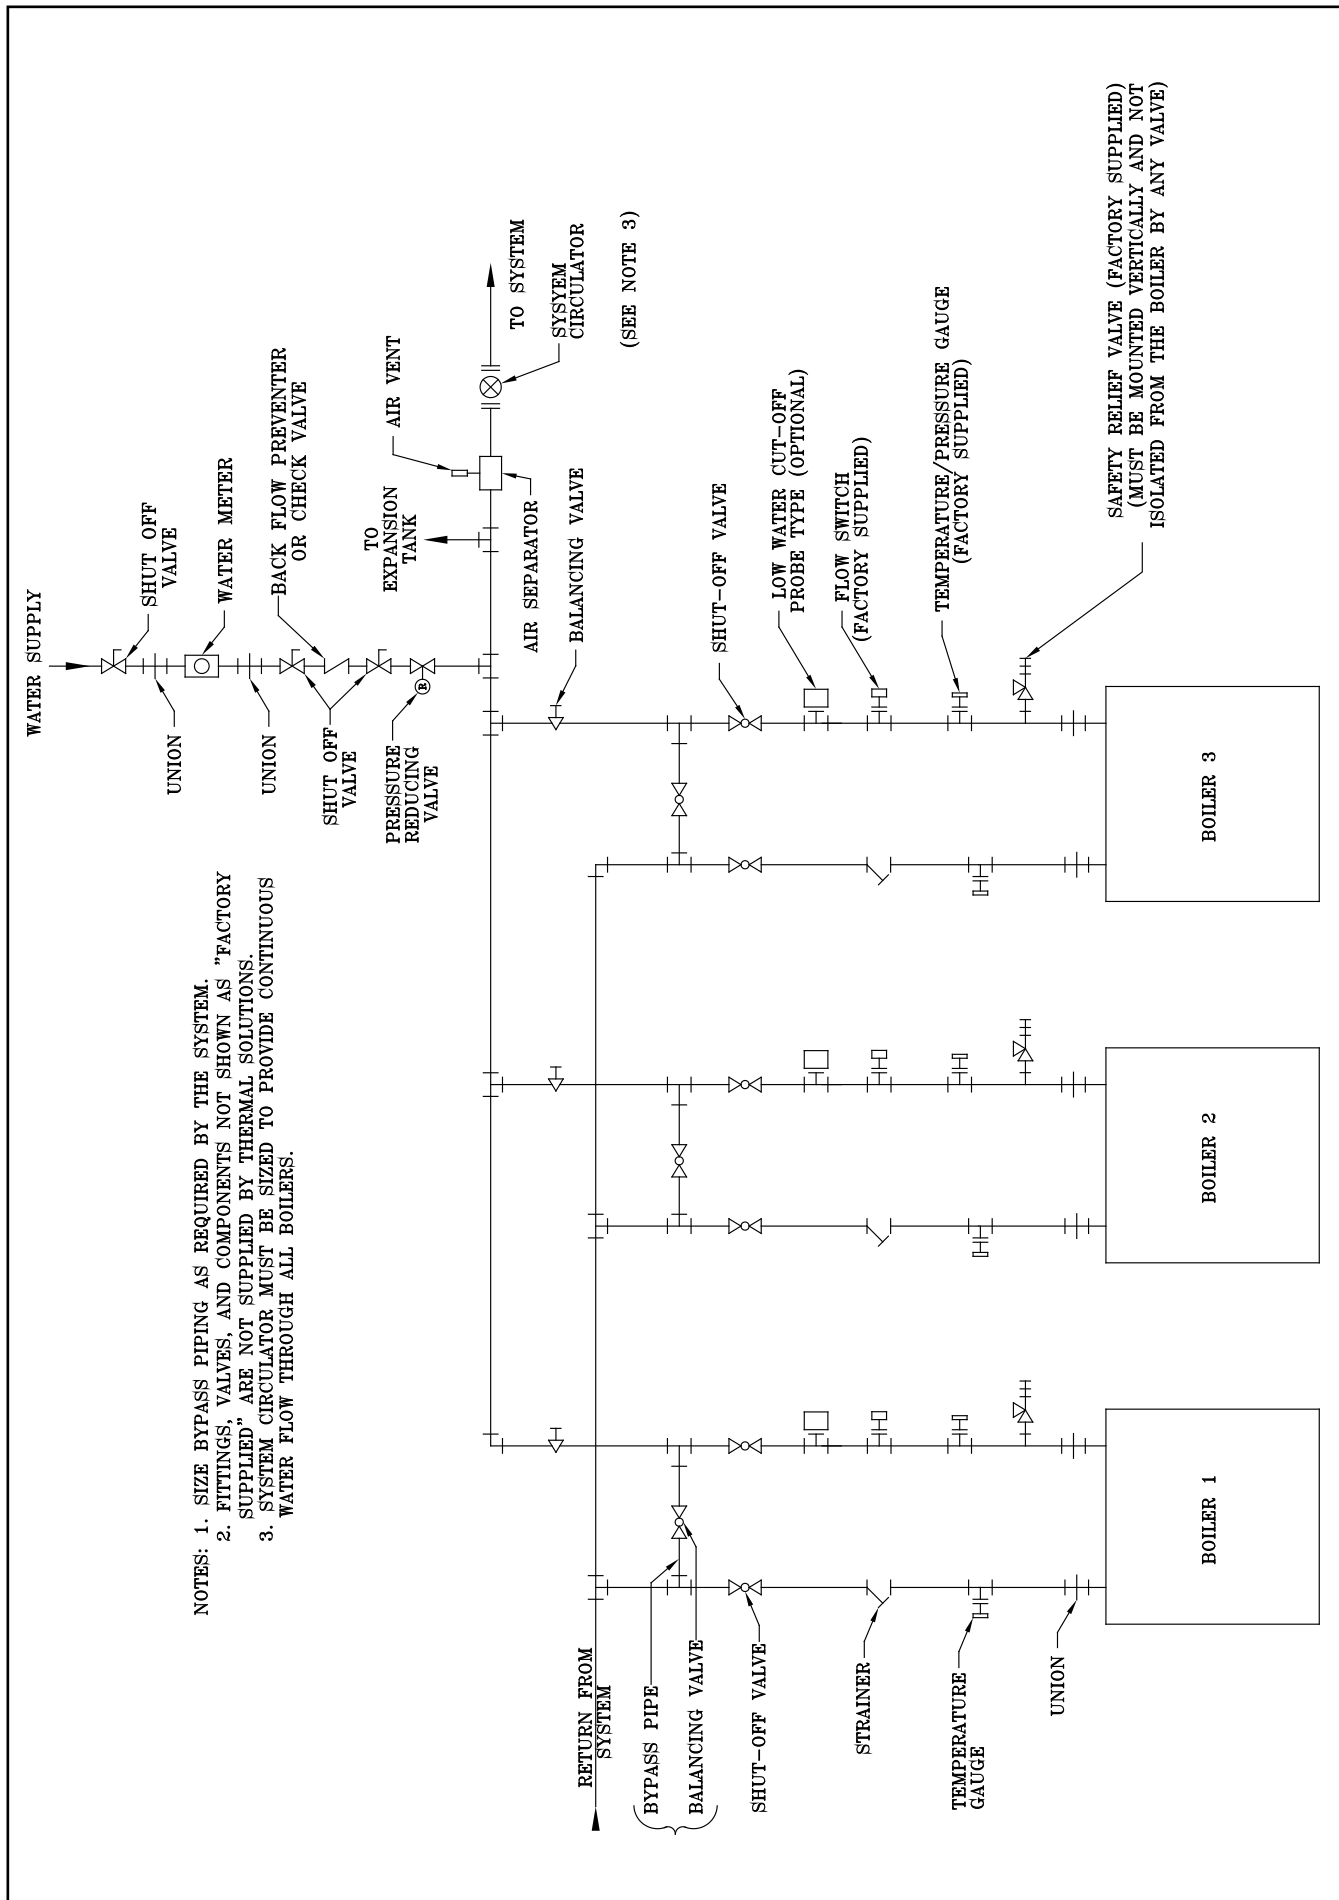 WATER SUPPLY
SHUT OFF
VALVE
UNION
WATER METER
UNION
BACK FLOW PREVENTER
OR CHECK VALVE
SHUT OFF
VALVE
PRESSURE
REDUCING
VALVE
TO
EXPANSION
TANK
AIR VENT
AIR SEPARATOR
TO SYSTEM
SYSYEM
CIRCULATOR
(SEE NOTE 3)
NOTES: 1. SIZE BYPASS PIPING AS REQUIRED BY THE SYSTEM.
2. FITTINGS, VALVES, AND COMPONENTS NOT SHOWN AS "FACTORY
SUPPLIED" ARE NOT SUPPLIED BY THERMAL SOLUTIONS.
3. SYSTEM CIRCULATOR MUST BE SIZED TO PROVIDE CONTINUOUS
WATER FLOW THROUGH ALL BOILERS.
BALANCING VALVE
RETURN FROM
SYSTEM
BYPASS PIPE
BALANCING VALVE
SHUT-OFF VALVE
SHUT-OFF VALVE
LOW WATER CUT-OFF
PROBE TYPE (OPTIONAL)
STRAINER
FLOW SWITCH
(FACTORY SUPPLIED)
TEMPERATURE
GAUGE
TEMPERATURE/PRESSURE GAUGE
(FACTORY SUPPLIED)
UNION
SAFETY RELIEF VALVE (FACTORY SUPPLIED)
(MUST BE MOUNTED VERTICALLY AND NOT
ISOLATED FROM THE BOILER BY ANY VALVE)
BOILER 1
BOILER 2
BOILER 3
R